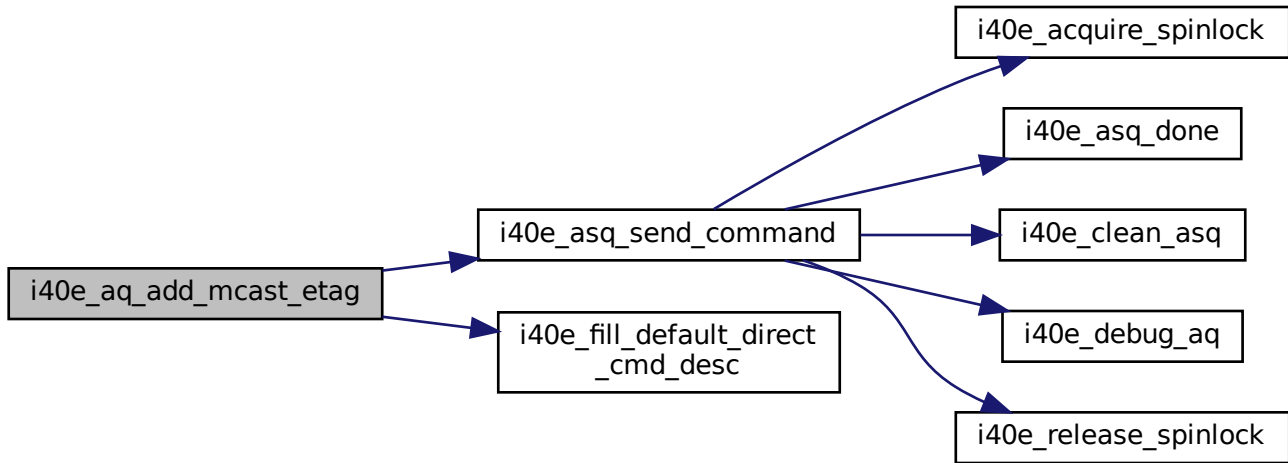 i40e_aq_add_mcast_etag
i40e_asq_send_command
i40e_fill_default_direct
_cmd_desc
i40e_acquire_spinlock
i40e_asq_done
i40e_clean_asq
i40e_debug_aq
i40e_release_spinlock